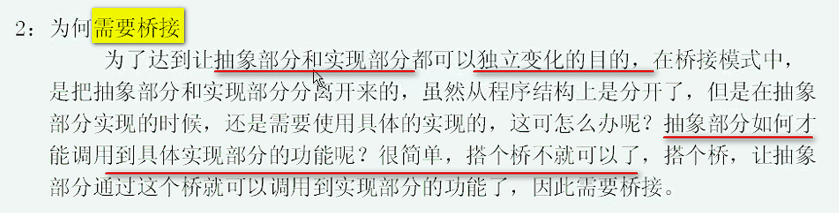 2：为何需要桥接
为了达到让抽象部分和实现部分都可以独立变化的目的，在桥接模式中，
是把抽象部分和实现部分分离开来的，虽然从程序结构上是分开了，但是在抽象
部分实现的时候，还是需要使用具体的实现的，这可怎么办呢？抽象部分如何才
能调用到具体实现部分的功能呢？很简单，搭个桥不就可以了，搭个桥，让抽象
部分通过这个桥就可以调用到实现部分的功能了，因此需要桥接。